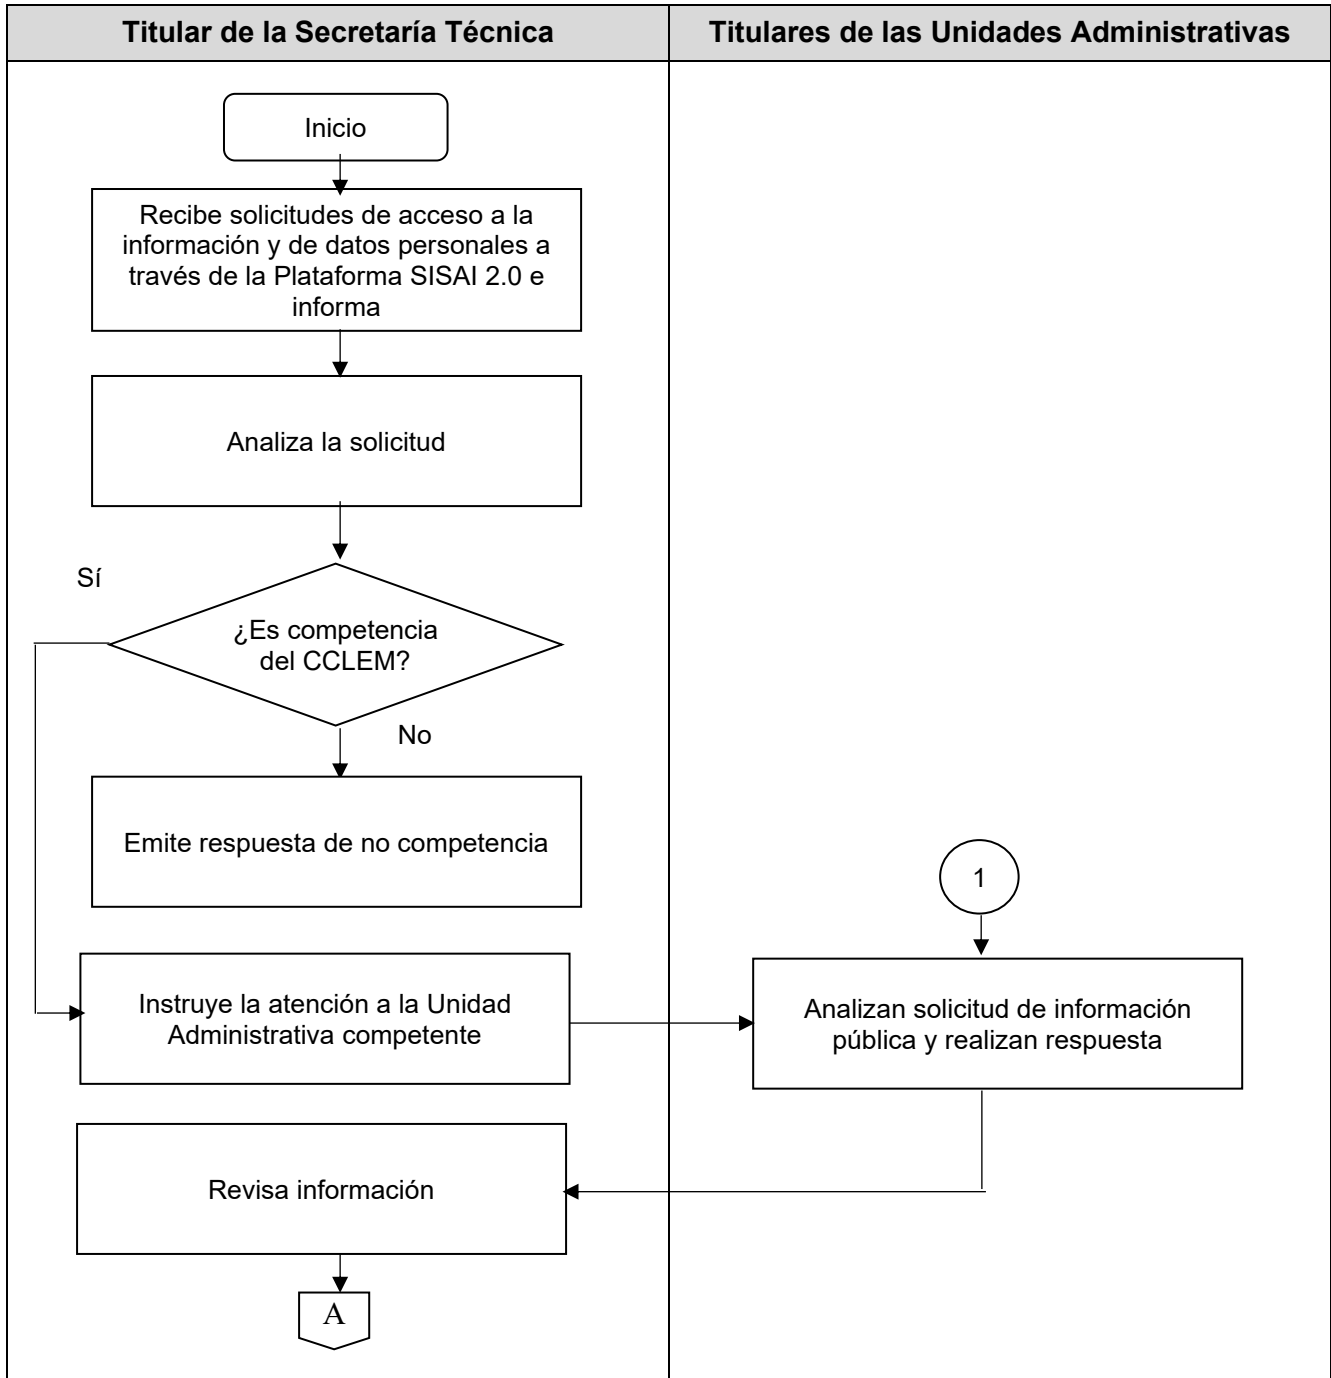 Titular de la Secretaría Técnica
Titulares de las Unidades Administrativas
Inicio
Recibe solicitudes de acceso a la
información y de datos personales a
través de la Plataforma SISAI 2.0 e
informa
Analiza la solicitud
Sí
¿Es competencia
del CCLEM?
No
Emite respuesta de no competencia
1
Instruye la atención a la Unidad
Administrativa competente
Analizan solicitud de información
pública y realizan respuesta
Revisa información
A